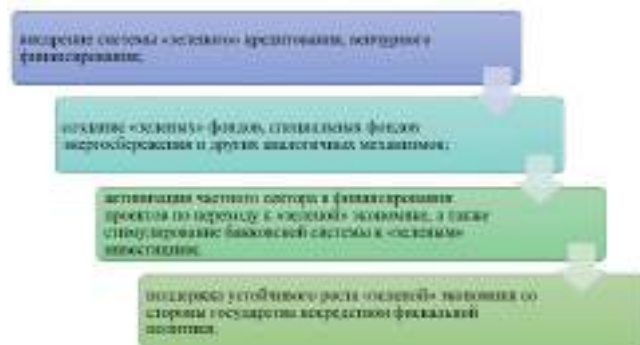 внедрение системы «зеленого» кредитования, венчурного
финансирования;
создание «зеленых» фондов, специальных фондов
энергосбережения и других аналогичных механизмов;
активизация частного сектора в финансировании
проектов по переходу к «зеленой» экономике, а также
стимулирование банковской системы к «зеленым»
инвестициям;
поддержка устойчивого роста «зеленой» экономики со
стороны государства посредством фискальной
политики.